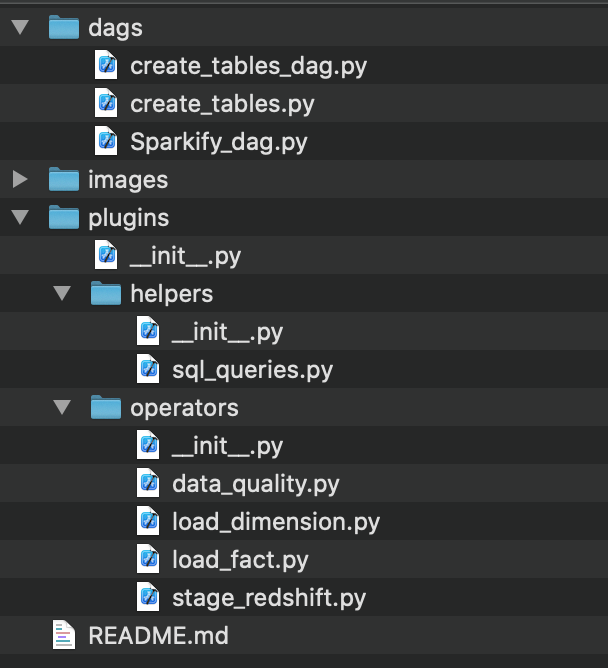 dags
create_tables_dag.py
create_tables.py
Sparkify_dag.py
images
plugins
__init__.py
helpers
__init__.py
sql_queries.py
operators
__init__.py
data_quality.py
load_dimension.py
load_fact.py
stage_redshift.py
README.md